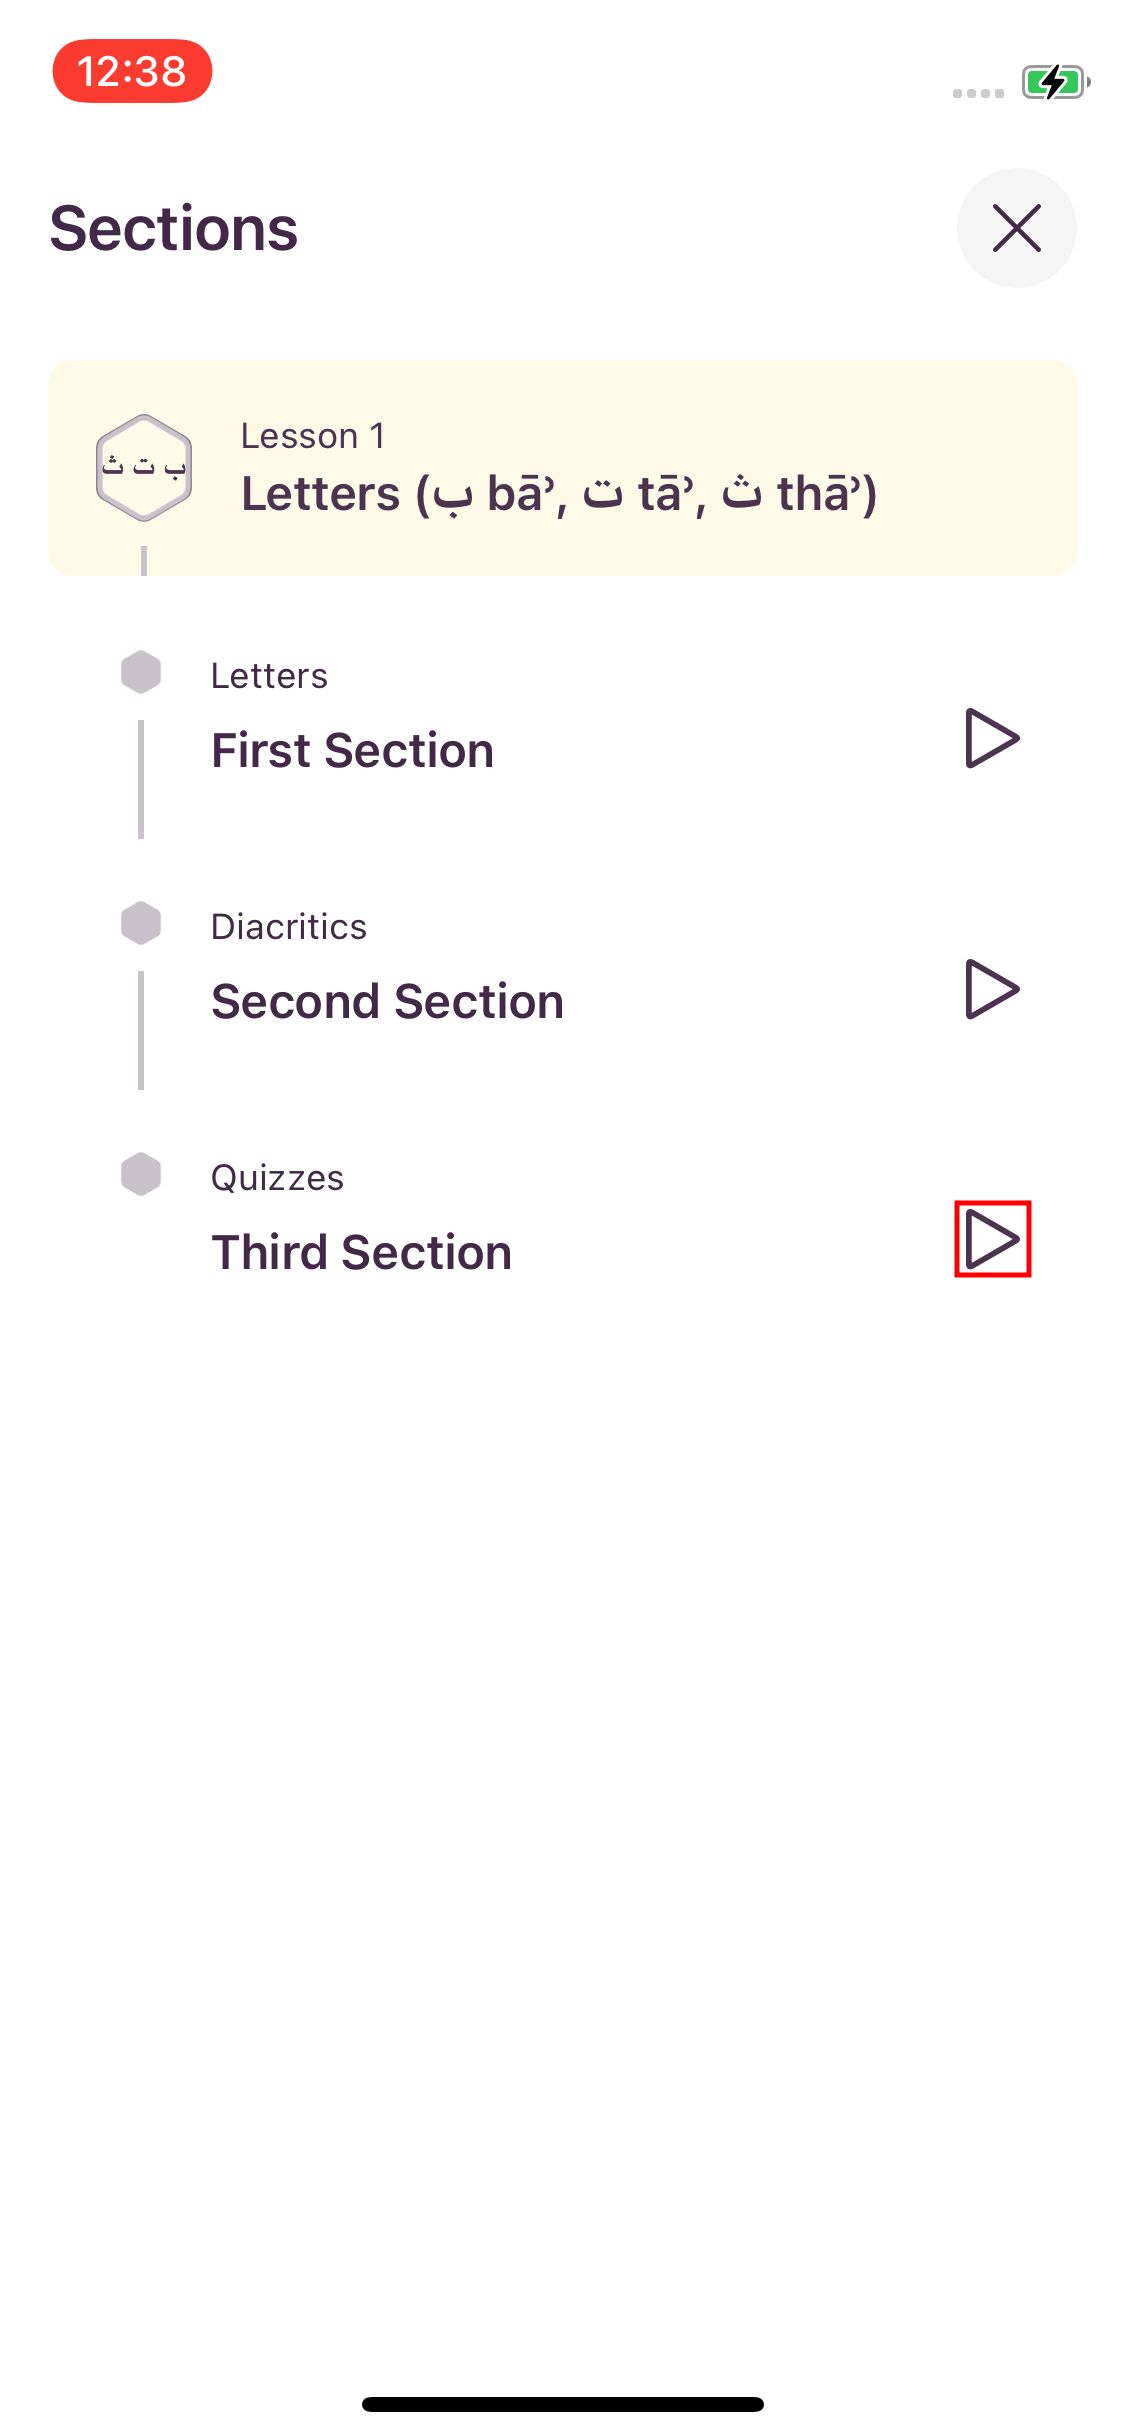 12:38
Sections
ب ت ث
Lesson 1
Letters (ب bāʾ, ت tāʾ, ث thāʾ)
Letters
First Section
Diacritics
Second Section
Quizzes
Third Section